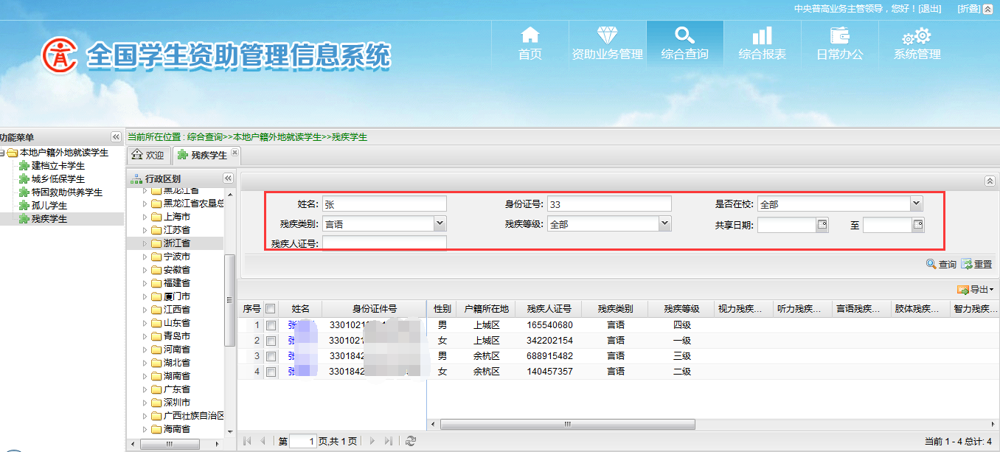 中央普高业务主管领导，您好！[退出] [折叠]
全国学生资助管理信息系统
首页 资助业务管理 综合查询 综合报表 日常办公 系统管理
功能菜单
本地户籍外地就读学生
建档立卡学生
城乡低保学生
特困救助供养学生
孤儿学生
残疾学生
当前所在位置:综合查询>>本地户籍外地就读学生>>残疾学生
欢迎 残疾学生
行政区划
黑龙江省
黑龙江省农垦总
上海市
江苏省
浙江省
宁波市
安徽省
福建省
厦门市
江西省
山东省
青岛市
河南省
湖北省
湖南省
广东省
深圳市
广西壮族自治区
海南省
姓名: 张 身份证号: 33 是否在校: 全部
残疾类别: 言语 残疾等级: 全部 共享日期: 至
残疾人证号:
查询 重置
导出
序号 姓名 身份证件号 性别 户籍所在地 残疾人证号 残疾类别 残疾等级 视力残疾... 听力残疾... 言语残疾... 肢体残疾... 智力残疾...
1 张 3301021 男 上城区 165540680 言语 四级
2 张 3301021 女 上城区 342202154 言语 一级
3 张 3301842 男 余杭区 688915482 言语 三级
4 张 3301842 女 余杭区 140457357 言语 二级
第 1 页,共 1 页
当前 1 - 4 总计: 4